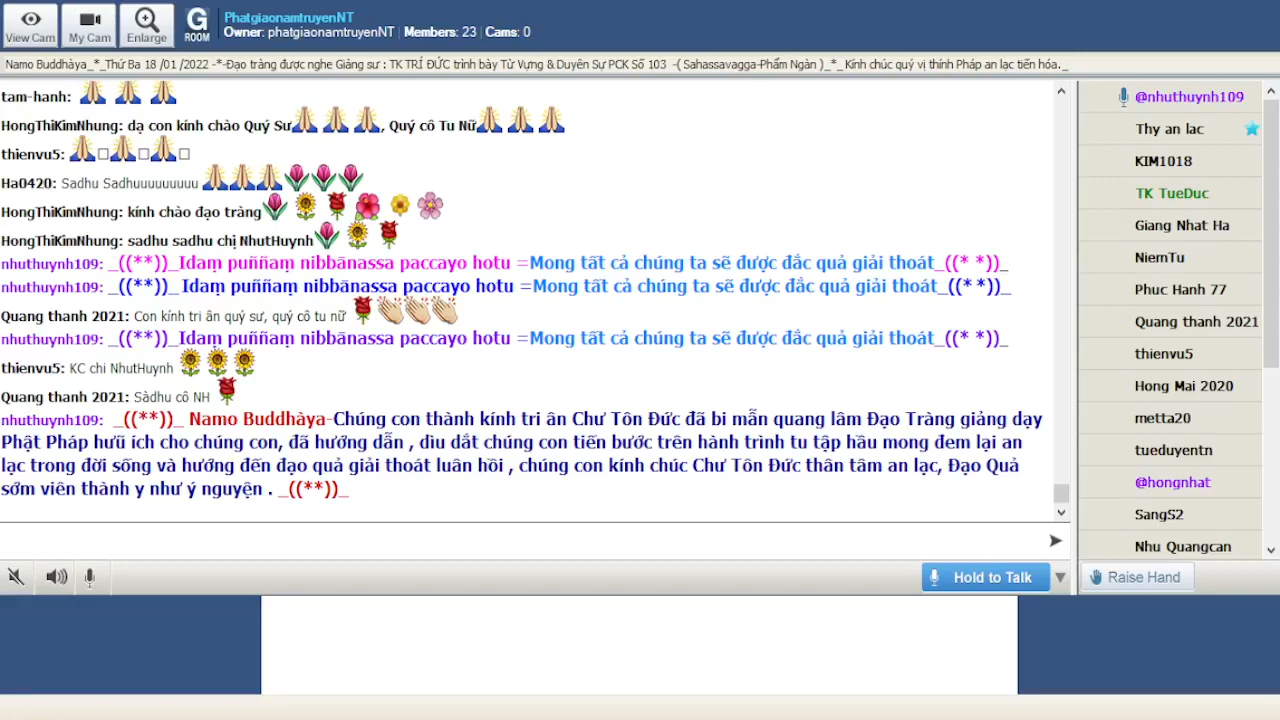 View Cam
My Cam
Enlarge
G ROOM
PhatgiaonamtruyenNT
Owner: phatgiaonamtruyenNT | Members: 23 | Cams: 0
Namo Buddhàya_*_Thứ Ba 18 /01 /2022 -*-Đạo tràng được nghe Giảng sư : TK TRÍ ĐỨC trình bày Từ Vựng & Duyên Sự PCK Số 103 -( Sahassavagga-Phẩm Ngàn )_*_Kính chúc quý vị thính Pháp an lạc tiến hóa._
tam-hanh: 🙏 🙏 🙏
HongThiKimNhung: dạ con kính chào Quý Sư🙏 🙏 🙏, Quý cô Tu Nữ🙏 🙏 🙏
thienvu5: 🙏□🙏□🙏□
Ha0420: Sadhu Sadhuuuuuuuuu 🙏🙏🙏🌷🌷🌷
HongThiKimNhung: kính chào đạo tràng🌷 🌻 🌹 🌺 🌼 🌸
HongThiKimNhung: sadhu sadhu chị NhutHuynh🌷 🌻 🌹
nhuthuynh109: _((**))_Idaṃ puññaṃ nibbānassa paccayo hotu =Mong tất cả chúng ta sẽ được đắc quả giải thoát_((* *))_
nhuthuynh109: _((**))_ Idaṃ puññaṃ nibbānassa paccayo hotu =Mong tất cả chúng ta sẽ được đắc quả giải thoát_((* *))_
Quang thanh 2021: Con kính tri ân quý sư, quý cô tu nữ 🌹👏👏👏
nhuthuynh109: _((**))_Idaṃ puññaṃ nibbānassa paccayo hotu =Mong tất cả chúng ta sẽ được đắc quả giải thoát_((* *))_
thienvu5: KC chi NhutHuynh 🌻🌻🌻
Quang thanh 2021: Sàdhu cô NH 🌹
nhuthuynh109: _((**))_ Namo Buddhàya-Chúng con thành kính tri ân Chư Tôn Đức đã bi mẫn quang lâm Đạo Tràng giảng dạy
Phật Pháp hưũ ích cho chúng con, đã hướng dẫn , dìu dắt chúng con tiến bước trên hành trình tu tập hầu mong đem lại an
lạc trong đời sống và hướng đến đạo quả giải thoát luân hồi , chúng con kính chúc Chư Tôn Đức thân tâm an lạc, Đạo Quả
sớm viên thành y như ý nguyện . _((**))_
@nhuthuynh109
Thy an lac
KIM1018
TK TueDuc
Giang Nhat Ha
NiemTu
Phuc Hanh 77
Quang thanh 2021
thienvu5
Hong Mai 2020
metta20
tueduyentn
@hongnhat
SangS2
Nhu Quangcan
Hold to Talk
Raise Hand